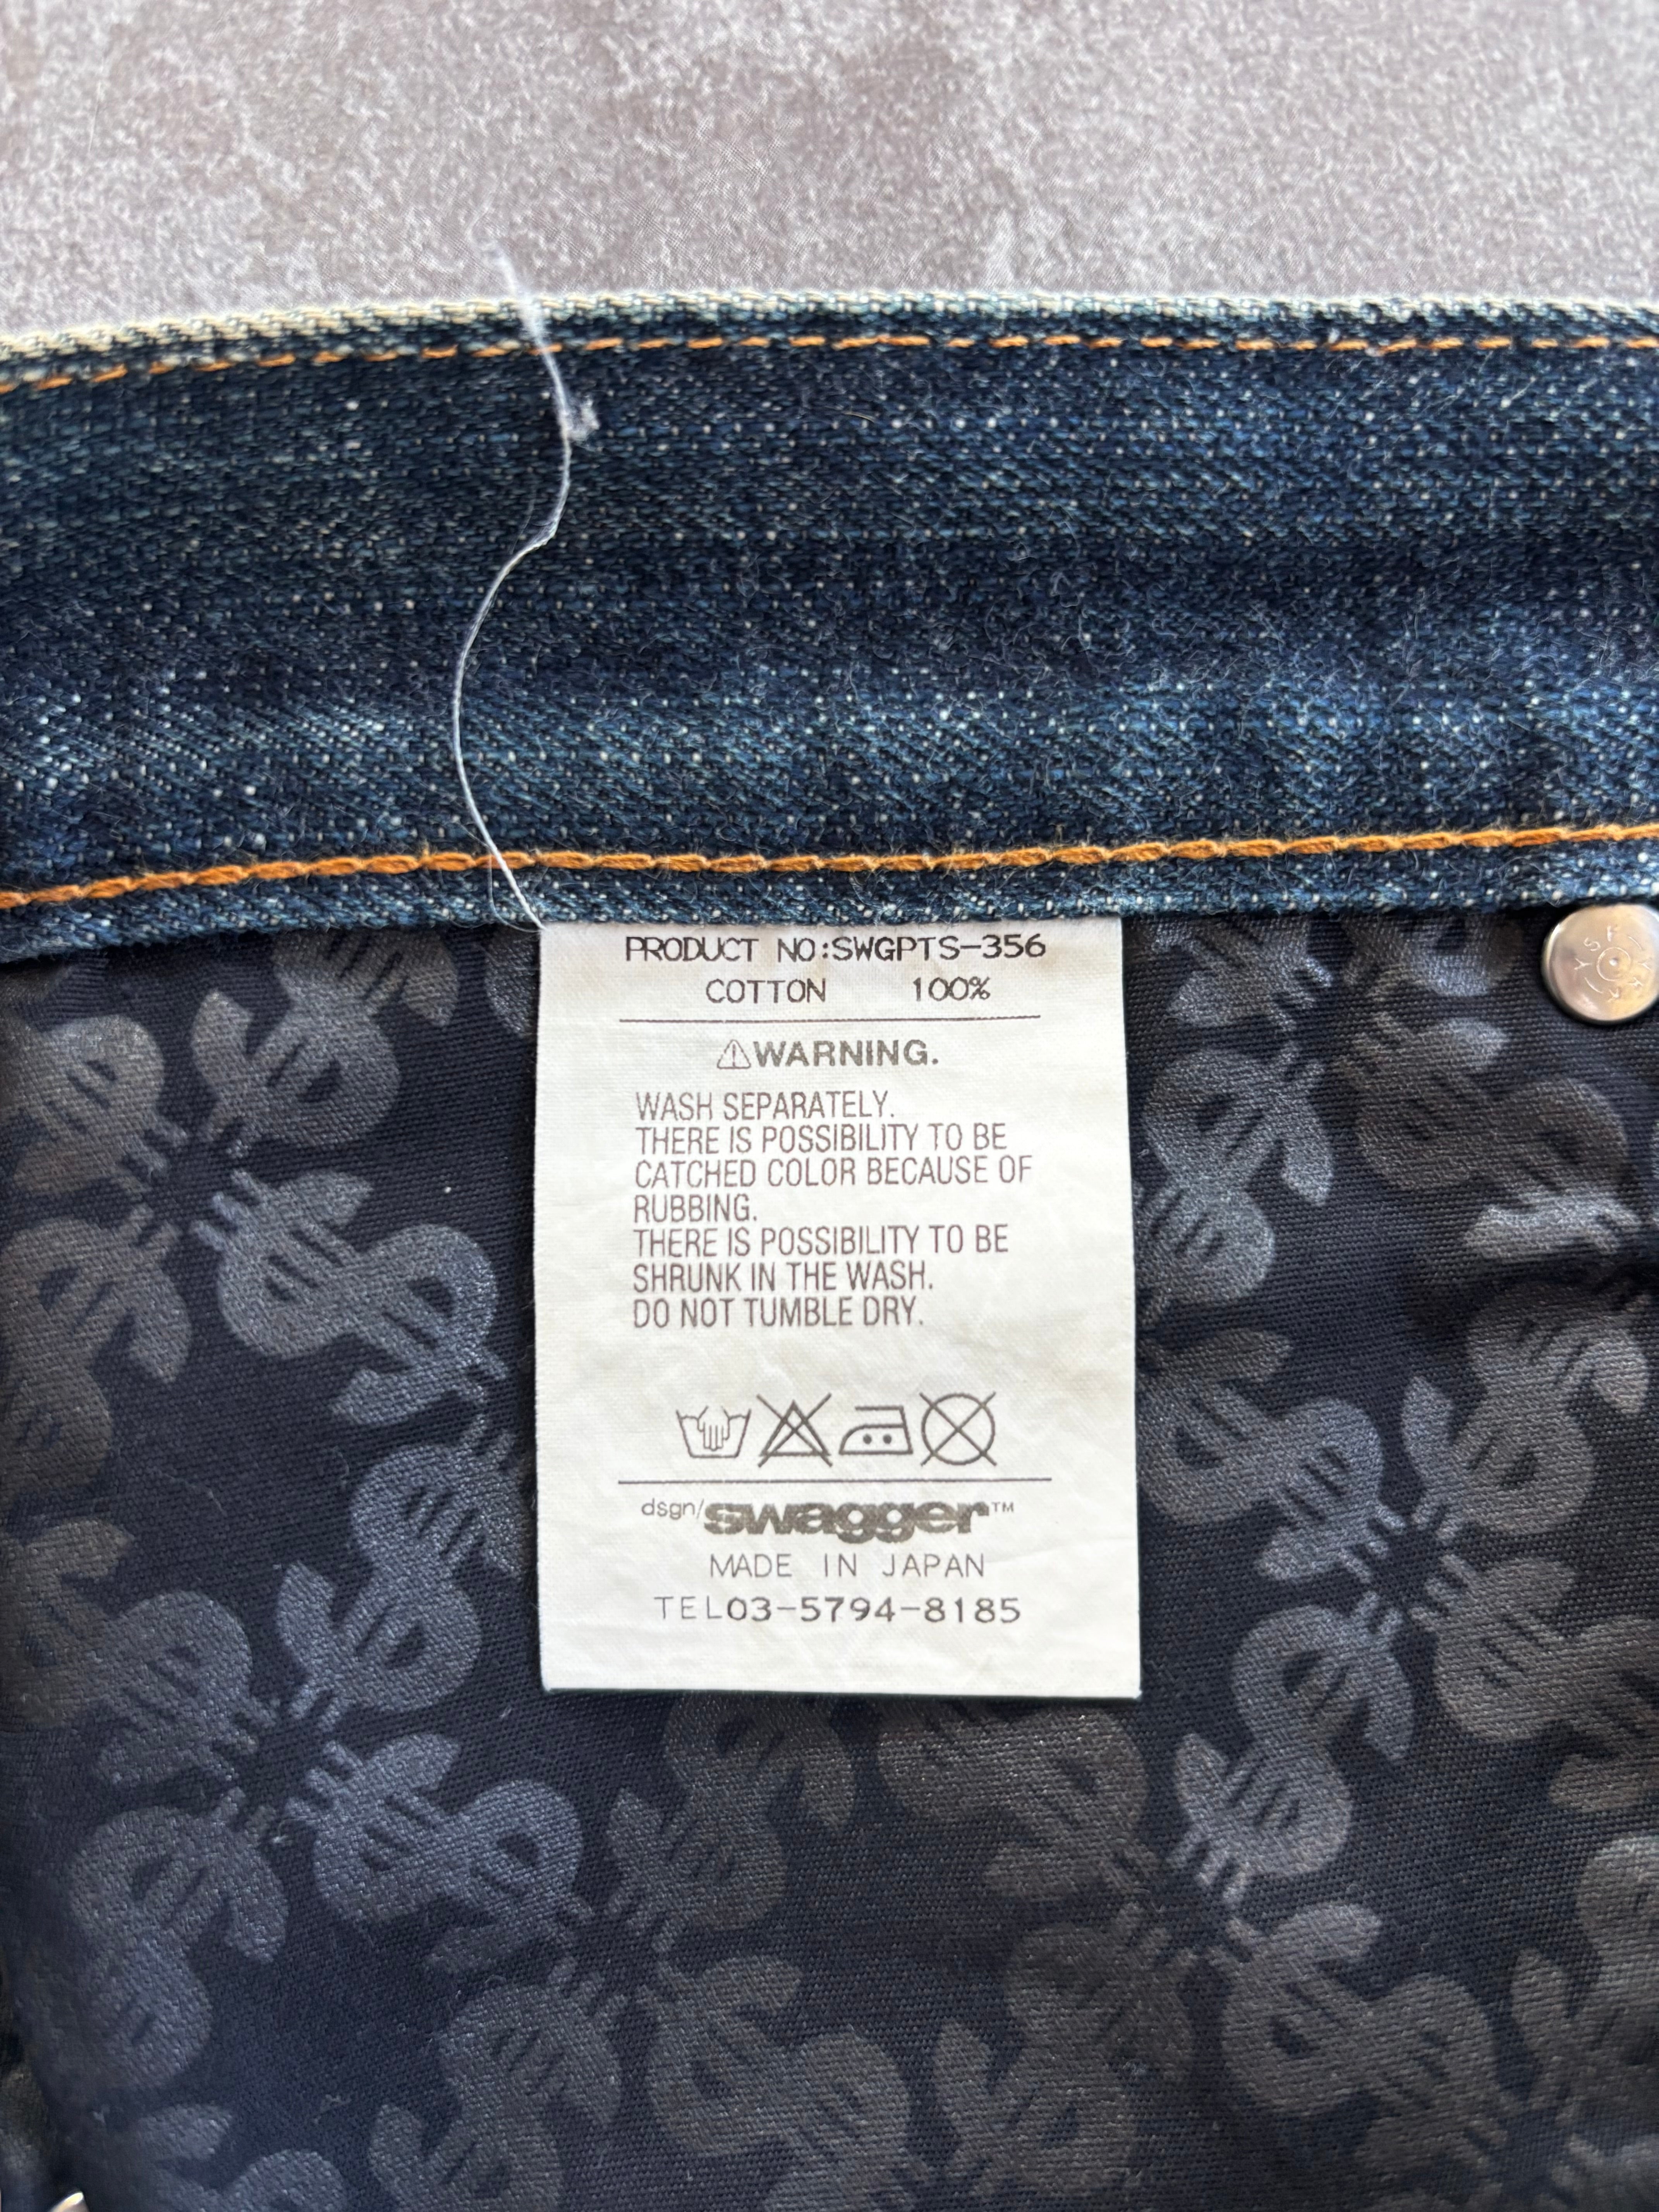 PRODUCT NO:SWGPTS-356
COTTON 100%
⚠WARNING.
WASH SEPARATELY.
THERE IS POSSIBILITY TO BE
CATCHED COLOR BECAUSE OF
RUBBING.
THERE IS POSSIBILITY TO BE
SHRUNK IN THE WASH.
DO NOT TUMBLE DRY.
dsgn/swagger™
MADE IN JAPAN
TEL03-5794-8185